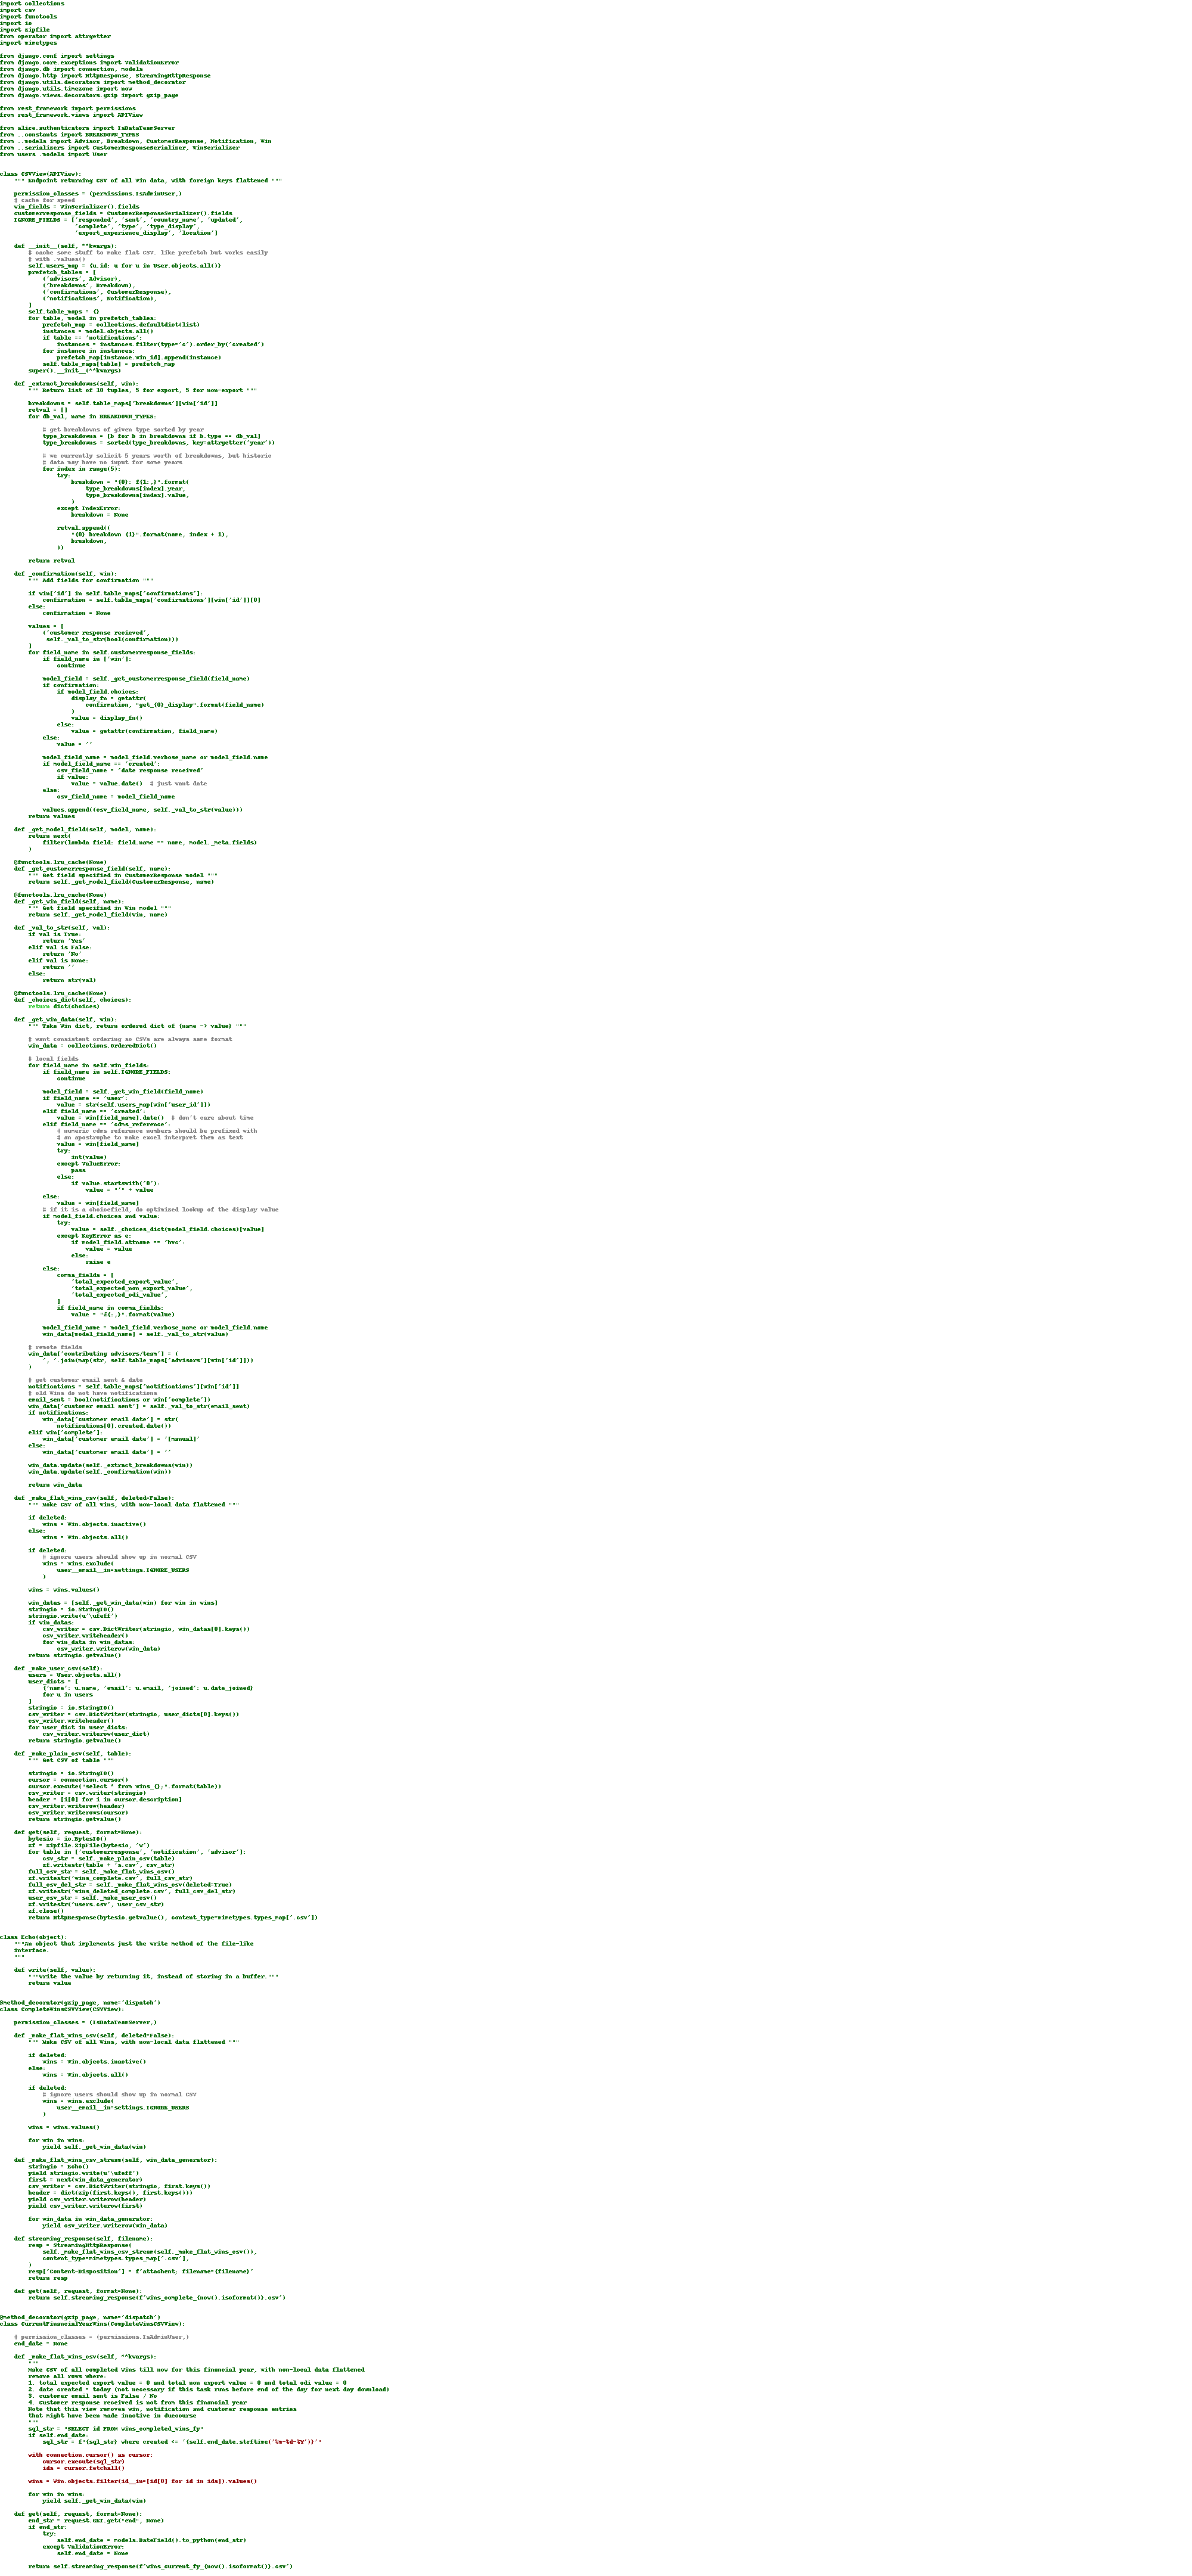 import collections
import csv
import functools
import io
import zipfile
from operator import attrgetter
import mimetypes

from django.conf import settings
from django.core.exceptions import ValidationError
from django.db import connection, models
from django.http import HttpResponse, StreamingHttpResponse
from django.utils.decorators import method_decorator
from django.utils.timezone import now
from django.views.decorators.gzip import gzip_page

from rest_framework import permissions
from rest_framework.views import APIView

from alice.authenticators import IsDataTeamServer
from ..constants import BREAKDOWN_TYPES
from ..models import Advisor, Breakdown, CustomerResponse, Notification, Win
from ..serializers import CustomerResponseSerializer, WinSerializer
from users .models import User


class CSVView(APIView):
    """ Endpoint returning CSV of all Win data, with foreign keys flattened """

    permission_classes = (permissions.IsAdminUser,)
    # cache for speed
    win_fields = WinSerializer().fields
    customerresponse_fields = CustomerResponseSerializer().fields
    IGNORE_FIELDS = ['responded', 'sent', 'country_name', 'updated',
                     'complete', 'type', 'type_display',
                     'export_experience_display', 'location']

    def __init__(self, **kwargs):
        # cache some stuff to make flat CSV. like prefetch but works easily
        # with .values()
        self.users_map = {u.id: u for u in User.objects.all()}
        prefetch_tables = [
            ('advisors', Advisor),
            ('breakdowns', Breakdown),
            ('confirmations', CustomerResponse),
            ('notifications', Notification),
        ]
        self.table_maps = {}
        for table, model in prefetch_tables:
            prefetch_map = collections.defaultdict(list)
            instances = model.objects.all()
            if table == 'notifications':
                instances = instances.filter(type='c').order_by('created')
            for instance in instances:
                prefetch_map[instance.win_id].append(instance)
            self.table_maps[table] = prefetch_map
        super().__init__(**kwargs)

    def _extract_breakdowns(self, win):
        """ Return list of 10 tuples, 5 for export, 5 for non-export """

        breakdowns = self.table_maps['breakdowns'][win['id']]
        retval = []
        for db_val, name in BREAKDOWN_TYPES:

            # get breakdowns of given type sorted by year
            type_breakdowns = [b for b in breakdowns if b.type == db_val]
            type_breakdowns = sorted(type_breakdowns, key=attrgetter('year'))

            # we currently solicit 5 years worth of breakdowns, but historic
            # data may have no input for some years
            for index in range(5):
                try:
                    breakdown = "{0}: £{1:,}".format(
                        type_breakdowns[index].year,
                        type_breakdowns[index].value,
                    )
                except IndexError:
                    breakdown = None

                retval.append((
                    "{0} breakdown {1}".format(name, index + 1),
                    breakdown,
                ))

        return retval

    def _confirmation(self, win):
        """ Add fields for confirmation """

        if win['id'] in self.table_maps['confirmations']:
            confirmation = self.table_maps['confirmations'][win['id']][0]
        else:
            confirmation = None

        values = [
            ('customer response recieved',
             self._val_to_str(bool(confirmation)))
        ]
        for field_name in self.customerresponse_fields:
            if field_name in ['win']:
                continue

            model_field = self._get_customerresponse_field(field_name)
            if confirmation:
                if model_field.choices:
                    display_fn = getattr(
                        confirmation, "get_{0}_display".format(field_name)
                    )
                    value = display_fn()
                else:
                    value = getattr(confirmation, field_name)
            else:
                value = ''

            model_field_name = model_field.verbose_name or model_field.name
            if model_field_name == 'created':
                csv_field_name = 'date response received'
                if value:
                    value = value.date()  # just want date
            else:
                csv_field_name = model_field_name

            values.append((csv_field_name, self._val_to_str(value)))
        return values

    def _get_model_field(self, model, name):
        return next(
            filter(lambda field: field.name == name, model._meta.fields)
        )

    @functools.lru_cache(None)
    def _get_customerresponse_field(self, name):
        """ Get field specified in CustomerResponse model """
        return self._get_model_field(CustomerResponse, name)

    @functools.lru_cache(None)
    def _get_win_field(self, name):
        """ Get field specified in Win model """
        return self._get_model_field(Win, name)

    def _val_to_str(self, val):
        if val is True:
            return 'Yes'
        elif val is False:
            return 'No'
        elif val is None:
            return ''
        else:
            return str(val)

    @functools.lru_cache(None)
    def _choices_dict(self, choices):
        return dict(choices)

    def _get_win_data(self, win):
        """ Take Win dict, return ordered dict of {name -> value} """

        # want consistent ordering so CSVs are always same format
        win_data = collections.OrderedDict()

        # local fields
        for field_name in self.win_fields:
            if field_name in self.IGNORE_FIELDS:
                continue

            model_field = self._get_win_field(field_name)
            if field_name == 'user':
                value = str(self.users_map[win['user_id']])
            elif field_name == 'created':
                value = win[field_name].date()  # don't care about time
            elif field_name == 'cdms_reference':
                # numeric cdms reference numbers should be prefixed with
                # an apostrophe to make excel interpret them as text
                value = win[field_name]
                try:
                    int(value)
                except ValueError:
                    pass
                else:
                    if value.startswith('0'):
                        value = "'" + value
            else:
                value = win[field_name]
            # if it is a choicefield, do optimized lookup of the display value
            if model_field.choices and value:
                try:
                    value = self._choices_dict(model_field.choices)[value]
                except KeyError as e:
                    if model_field.attname == 'hvc':
                        value = value
                    else:
                        raise e
            else:
                comma_fields = [
                    'total_expected_export_value',
                    'total_expected_non_export_value',
                    'total_expected_odi_value',
                ]
                if field_name in comma_fields:
                    value = "£{:,}".format(value)

            model_field_name = model_field.verbose_name or model_field.name
            win_data[model_field_name] = self._val_to_str(value)

        # remote fields
        win_data['contributing advisors/team'] = (
            ', '.join(map(str, self.table_maps['advisors'][win['id']]))
        )

        # get customer email sent & date
        notifications = self.table_maps['notifications'][win['id']]
        # old Wins do not have notifications
        email_sent = bool(notifications or win['complete'])
        win_data['customer email sent'] = self._val_to_str(email_sent)
        if notifications:
            win_data['customer email date'] = str(
                notifications[0].created.date())
        elif win['complete']:
            win_data['customer email date'] = '[manual]'
        else:
            win_data['customer email date'] = ''

        win_data.update(self._extract_breakdowns(win))
        win_data.update(self._confirmation(win))

        return win_data

    def _make_flat_wins_csv(self, deleted=False):
        """ Make CSV of all Wins, with non-local data flattened """

        if deleted:
            wins = Win.objects.inactive()
        else:
            wins = Win.objects.all()

        if deleted:
            # ignore users should show up in normal CSV
            wins = wins.exclude(
                user__email__in=settings.IGNORE_USERS
            )

        wins = wins.values()

        win_datas = [self._get_win_data(win) for win in wins]
        stringio = io.StringIO()
        stringio.write(u'\ufeff')
        if win_datas:
            csv_writer = csv.DictWriter(stringio, win_datas[0].keys())
            csv_writer.writeheader()
            for win_data in win_datas:
                csv_writer.writerow(win_data)
        return stringio.getvalue()

    def _make_user_csv(self):
        users = User.objects.all()
        user_dicts = [
            {'name': u.name, 'email': u.email, 'joined': u.date_joined}
            for u in users
        ]
        stringio = io.StringIO()
        csv_writer = csv.DictWriter(stringio, user_dicts[0].keys())
        csv_writer.writeheader()
        for user_dict in user_dicts:
            csv_writer.writerow(user_dict)
        return stringio.getvalue()

    def _make_plain_csv(self, table):
        """ Get CSV of table """

        stringio = io.StringIO()
        cursor = connection.cursor()
        cursor.execute("select * from wins_{};".format(table))
        csv_writer = csv.writer(stringio)
        header = [i[0] for i in cursor.description]
        csv_writer.writerow(header)
        csv_writer.writerows(cursor)
        return stringio.getvalue()

    def get(self, request, format=None):
        bytesio = io.BytesIO()
        zf = zipfile.ZipFile(bytesio, 'w')
        for table in ['customerresponse', 'notification', 'advisor']:
            csv_str = self._make_plain_csv(table)
            zf.writestr(table + 's.csv', csv_str)
        full_csv_str = self._make_flat_wins_csv()
        zf.writestr('wins_complete.csv', full_csv_str)
        full_csv_del_str = self._make_flat_wins_csv(deleted=True)
        zf.writestr('wins_deleted_complete.csv', full_csv_del_str)
        user_csv_str = self._make_user_csv()
        zf.writestr('users.csv', user_csv_str)
        zf.close()
        return HttpResponse(bytesio.getvalue(), content_type=mimetypes.types_map['.csv'])


class Echo(object):
    """An object that implements just the write method of the file-like
    interface.
    """

    def write(self, value):
        """Write the value by returning it, instead of storing in a buffer."""
        return value


@method_decorator(gzip_page, name='dispatch')
class CompleteWinsCSVView(CSVView):

    permission_classes = (IsDataTeamServer,)

    def _make_flat_wins_csv(self, deleted=False):
        """ Make CSV of all Wins, with non-local data flattened """

        if deleted:
            wins = Win.objects.inactive()
        else:
            wins = Win.objects.all()

        if deleted:
            # ignore users should show up in normal CSV
            wins = wins.exclude(
                user__email__in=settings.IGNORE_USERS
            )

        wins = wins.values()

        for win in wins:
            yield self._get_win_data(win)

    def _make_flat_wins_csv_stream(self, win_data_generator):
        stringio = Echo()
        yield stringio.write(u'\ufeff')
        first = next(win_data_generator)
        csv_writer = csv.DictWriter(stringio, first.keys())
        header = dict(zip(first.keys(), first.keys()))
        yield csv_writer.writerow(header)
        yield csv_writer.writerow(first)

        for win_data in win_data_generator:
            yield csv_writer.writerow(win_data)

    def streaming_response(self, filename):
        resp = StreamingHttpResponse(
            self._make_flat_wins_csv_stream(self._make_flat_wins_csv()),
            content_type=mimetypes.types_map['.csv'],
        )
        resp['Content-Disposition'] = f'attachent; filename={filename}'
        return resp

    def get(self, request, format=None):
        return self.streaming_response(f'wins_complete_{now().isoformat()}.csv')


@method_decorator(gzip_page, name='dispatch')
class CurrentFinancialYearWins(CompleteWinsCSVView):

    # permission_classes = (permissions.IsAdminUser,)
    end_date = None

    def _make_flat_wins_csv(self, **kwargs):
        """
        Make CSV of all completed Wins till now for this financial year, with non-local data flattened
        remove all rows where:
        1. total expected export value = 0 and total non export value = 0 and total odi value = 0
        2. date created = today (not necessary if this task runs before end of the day for next day download)
        3. customer email sent is False / No
        4. Customer response received is not from this financial year
        Note that this view removes win, notification and customer response entries
        that might have been made inactive in duecourse
        """
        sql_str = "SELECT id FROM wins_completed_wins_fy"
        if self.end_date:
            sql_str = f"{sql_str} where created <= '{self.end_date.strftime('%m-%d-%Y')}'"

        with connection.cursor() as cursor:
            cursor.execute(sql_str)
            ids = cursor.fetchall()

        wins = Win.objects.filter(id__in=[id[0] for id in ids]).values()

        for win in wins:
            yield self._get_win_data(win)

    def get(self, request, format=None):
        end_str = request.GET.get("end", None)
        if end_str:
            try:
                self.end_date = models.DateField().to_python(end_str)
            except ValidationError:
                self.end_date = None

        return self.streaming_response(f'wins_current_fy_{now().isoformat()}.csv')